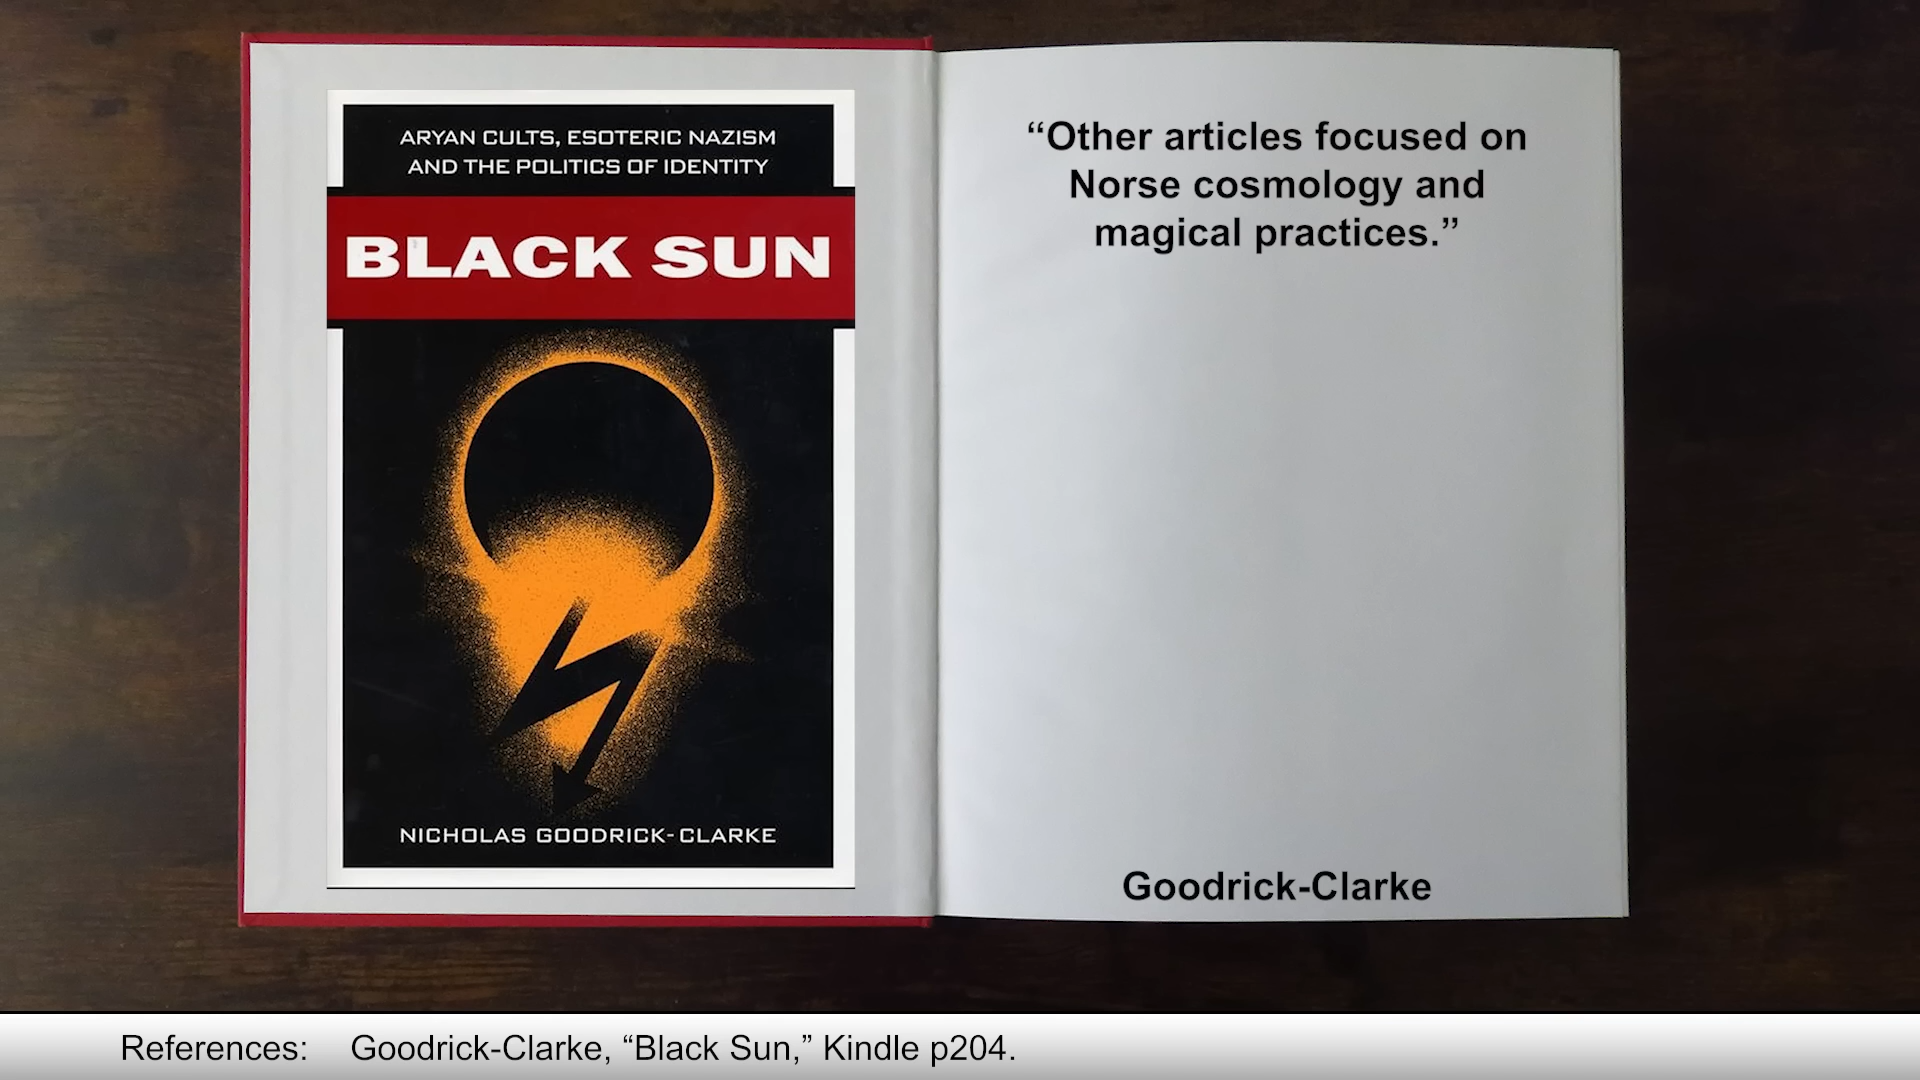 ARYAN CULTS, ESOTERIC NAZISM
AND THE POLITICS OF IDENTITY
BLACK SUN
NICHOLAS GOODRICK-CLARKE
“Other articles focused on
Norse cosmology and
magical practices.”
Goodrick-Clarke
References: Goodrick-Clarke, “Black Sun,” Kindle p204.